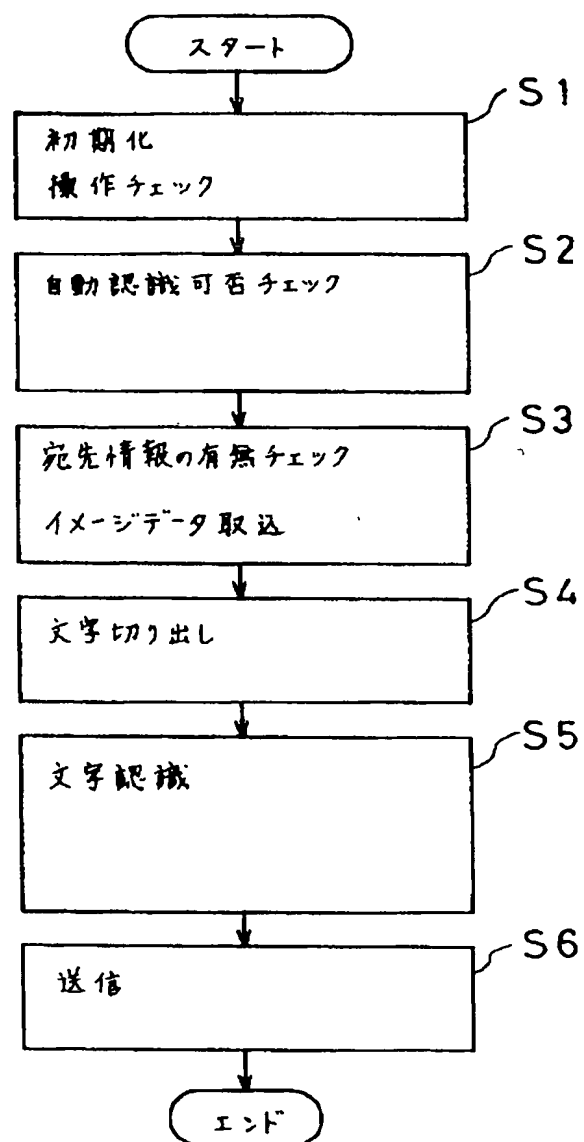 スタート
S1
初期化
操作チェック
S2
自動認識可否チェック
S3
宛先情報の有無チェック
イメージデータ取込
S4
文字切り出し
S5
文字認識
S6
送信
エンド